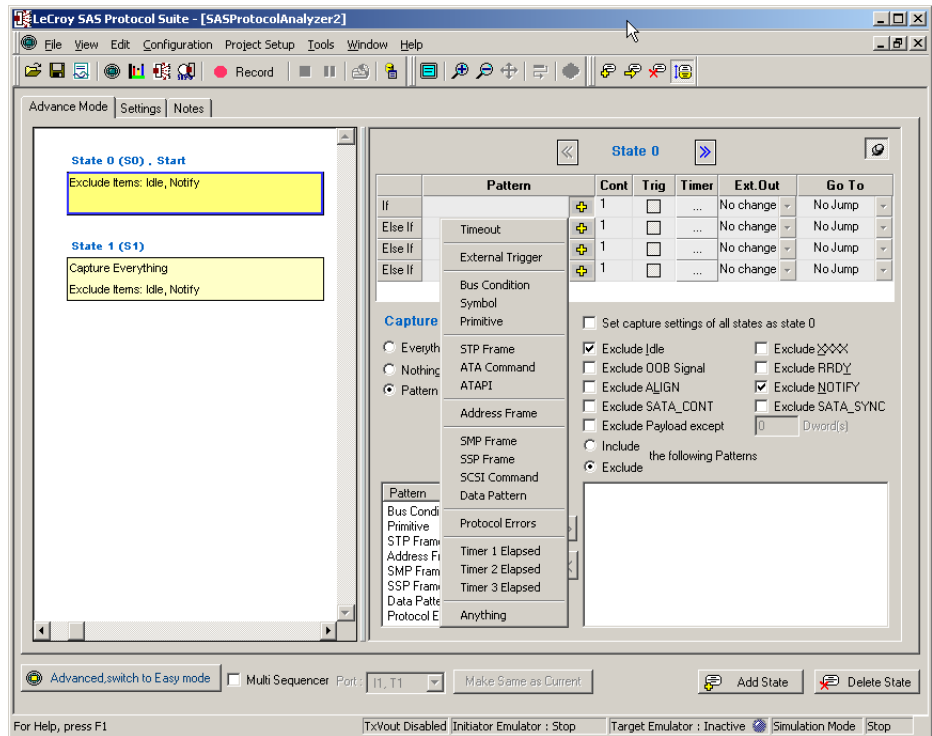 LeCroy SAS Protocol Suite - [SASProtocolAnalyzer2]
File View Edit Configuration Project Setup Tools Window Help
Record
Advance Mode Settings Notes
State 0 (S0) , Start
Exclude Items: Idle, Notify
State 1 (S1)
Capture Everything
Exclude Items: Idle, Notify
State 0
Pattern Cont Trig Timer Ext.Out Go To
If 1 ... No change No Jump
Else If 1 ... No change No Jump
Else If 1 ... No change No Jump
Else If 1 ... No change No Jump
Timeout
External Trigger
Bus Condition
Symbol
Primitive
STP Frame
ATA Command
ATAPI
Address Frame
SMP Frame
SSP Frame
SCSI Command
Data Pattern
Protocol Errors
Timer 1 Elapsed
Timer 2 Elapsed
Timer 3 Elapsed
Anything
Capture
Everyth
Nothing
Pattern
Set capture settings of all states as state 0
Exclude Idle Exclude XXXX
Exclude OOB Signal Exclude RRDY
Exclude ALIGN Exclude NOTIFY
Exclude SATA_CONT Exclude SATA_SYNC
Exclude Payload except 0 Dword(s)
Include
the following Patterns
Exclude
Pattern
Bus Condi
Primitive
STP Fram
Address Fr
SMP Fram
SSP Fram
Data Patte
Protocol E
Advanced,switch to Easy mode Multi Sequencer Port : I1, T1 Make Same as Current Add State Delete State
For Help, press F1 TxVout Disabled Initiator Emulator : Stop Target Emulator : Inactive Simulation Mode Stop